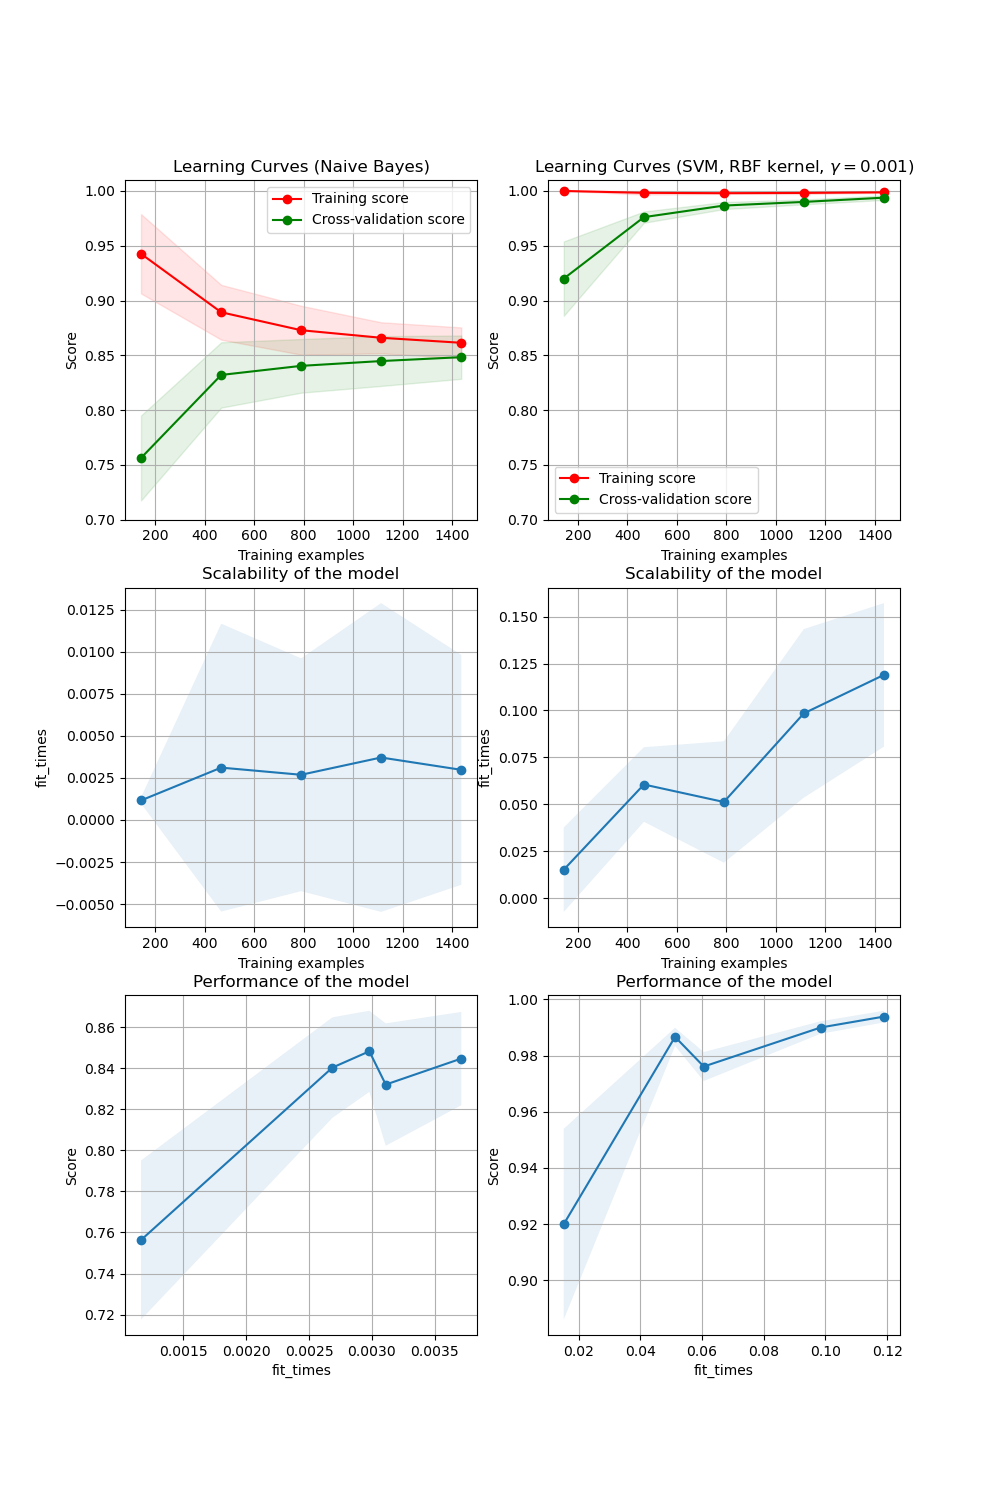 Learning Curves (Naive Bayes)
1.00
0.95
0.90
0.85
0.80
0.75
0.70
Score
Training score
Cross-validation score
200 400 600 800 1000 1200 1400
Training examples
Learning Curves (SVM, RBF kernel, γ = 0.001)
1.00
0.95
0.90
0.85
0.80
0.75
0.70
Score
Training score
Cross-validation score
200 400 600 800 1000 1200 1400
Training examples
Scalability of the model
0.0125
0.0100
0.0075
0.0050
0.0025
0.0000
−0.0025
−0.0050
fit_times
200 400 600 800 1000 1200 1400
Training examples
Scalability of the model
0.150
0.125
0.100
0.075
0.050
0.025
0.000
fit_times
200 400 600 800 1000 1200 1400
Training examples
Performance of the model
0.86
0.84
0.82
0.80
0.78
0.76
0.74
0.72
Score
0.0015 0.0020 0.0025 0.0030 0.0035
fit_times
Performance of the model
1.00
0.98
0.96
0.94
0.92
0.90
Score
0.02 0.04 0.06 0.08 0.10 0.12
fit_times